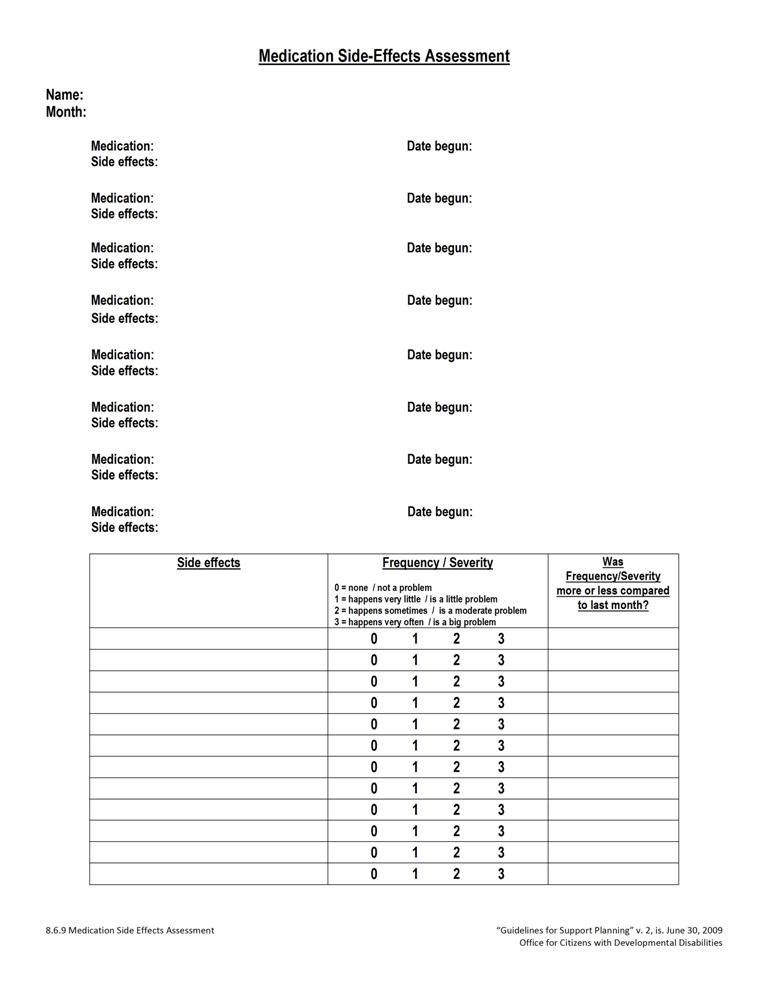 Medication Side-Effects Assessment
Name:
Month:
Medication: Date begun:
Side effects:
Medication: Date begun:
Side effects:
Medication: Date begun:
Side effects:
Medication: Date begun:
Side effects:
Medication: Date begun:
Side effects:
Medication: Date begun:
Side effects:
Medication: Date begun:
Side effects:
Medication: Date begun:
Side effects:
Side effects
Frequency / Severity
0 = none / not a problem
1 = happens very little / is a little problem
2 = happens sometimes / is a moderate problem
3 = happens very often / is a big problem
Was
Frequency/Severity
more or less compared
to last month?
0 1 2 3
0 1 2 3
0 1 2 3
0 1 2 3
0 1 2 3
0 1 2 3
0 1 2 3
0 1 2 3
0 1 2 3
0 1 2 3
0 1 2 3
0 1 2 3
8.6.9 Medication Side Effects Assessment
“Guidelines for Support Planning” v. 2, is. June 30, 2009
Office for Citizens with Developmental Disabilities